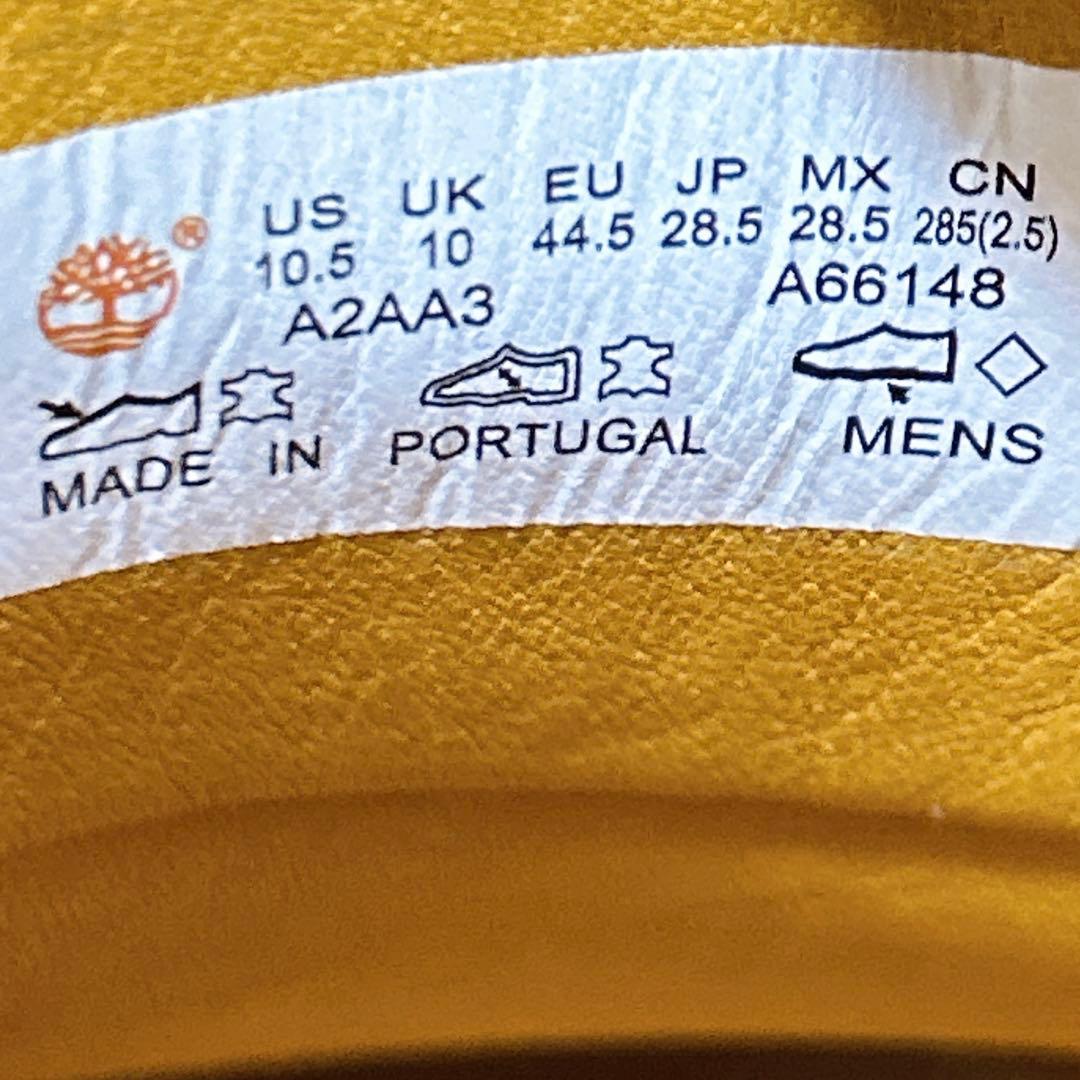 US UK EU JP MX CN
10.5 10 44.5 28.5 28.5 285(2.5)
A2AA3 A66148
MADE IN PORTUGAL MENS
®